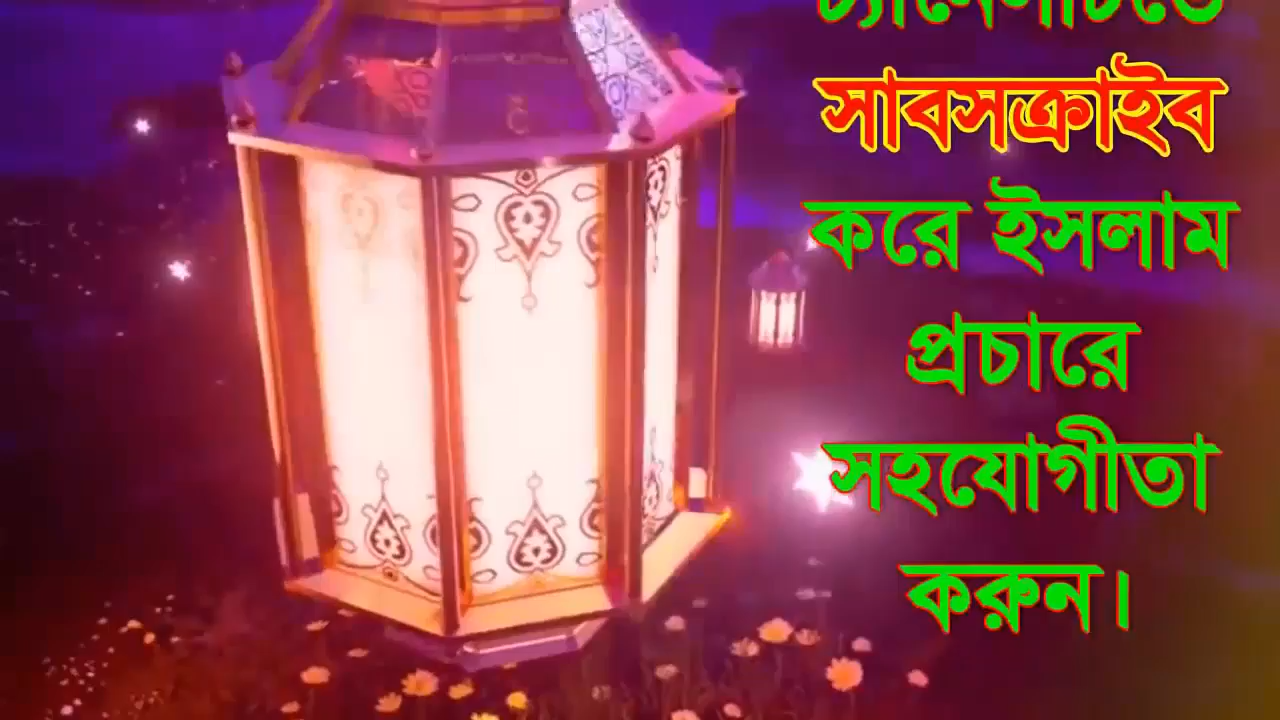 সাবসক্রাইব
করে ইসলাম
প্রচারে
সহযোগীতা
করুন।